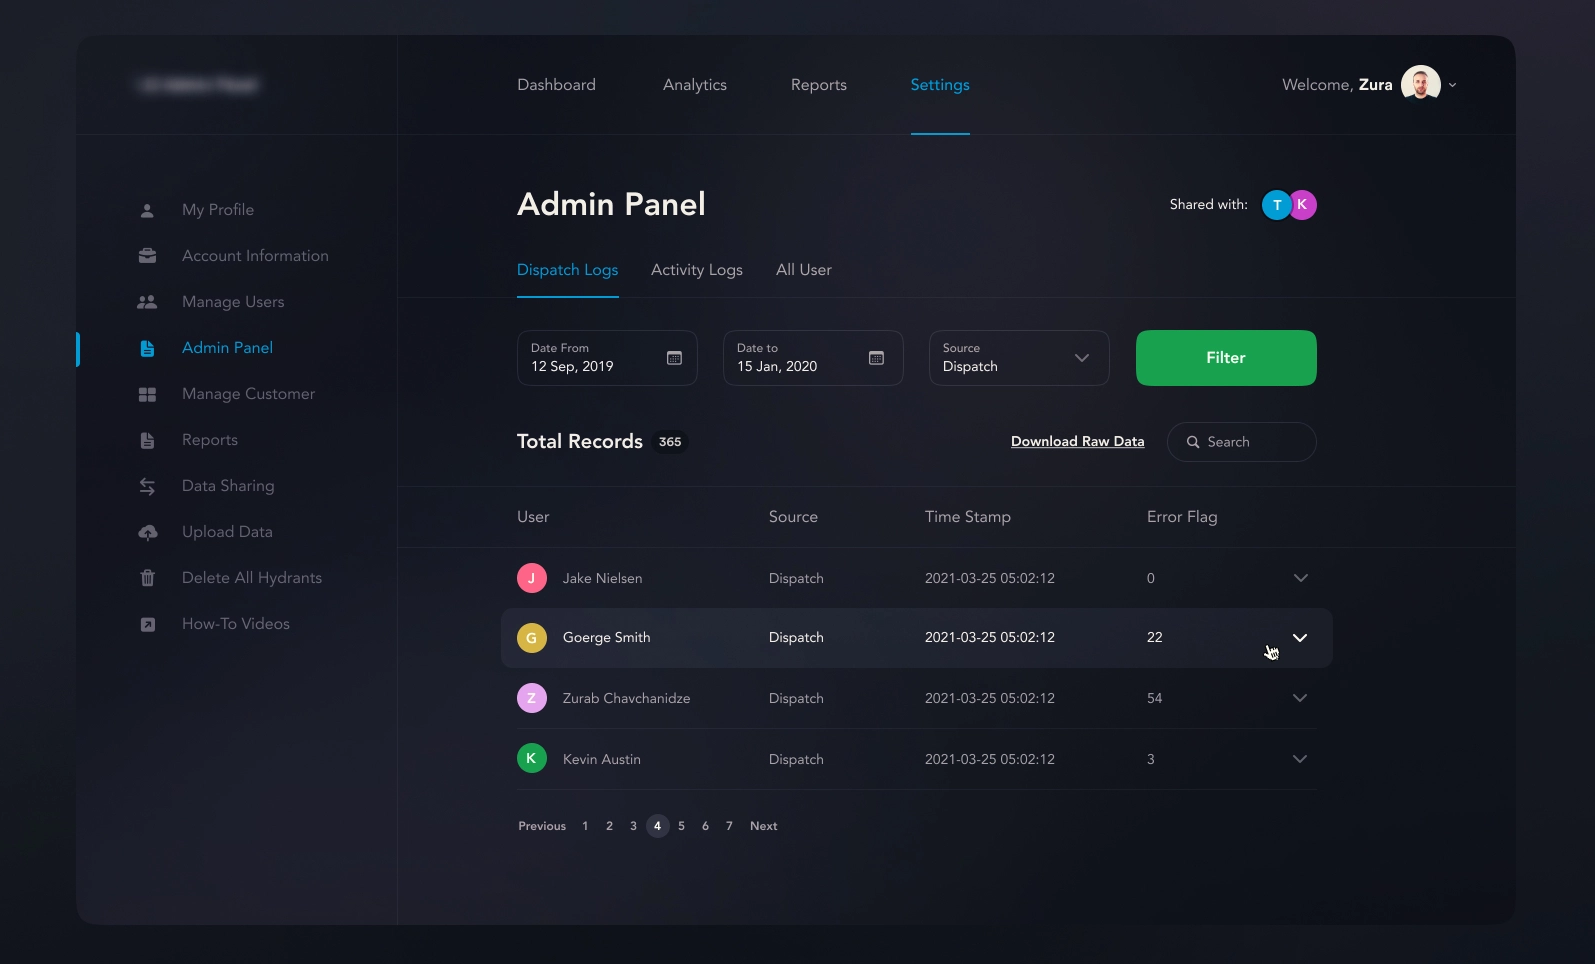 Dashboard Analytics Reports Settings Welcome, Zura
My Profile
Account Information
Manage Users
Admin Panel
Manage Customer
Reports
Data Sharing
Upload Data
Delete All Hydrants
How-To Videos
Admin Panel Shared with: T K
Dispatch Logs Activity Logs All User
Date From
12 Sep, 2019
Date to
15 Jan, 2020
Source
Dispatch
Filter
Total Records 365 Download Raw Data Search
User Source Time Stamp Error Flag
J Jake Nielsen Dispatch 2021-03-25 05:02:12 0
G Goerge Smith Dispatch 2021-03-25 05:02:12 22
Z Zurab Chavchanidze Dispatch 2021-03-25 05:02:12 54
K Kevin Austin Dispatch 2021-03-25 05:02:12 3
Previous 1 2 3 4 5 6 7 Next